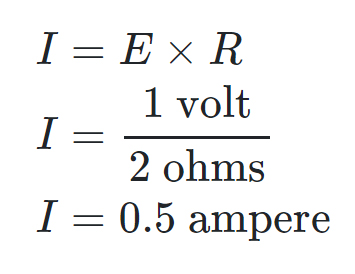 I = E × R
I = 1 volt / 2 ohms
I = 0.5 ampere